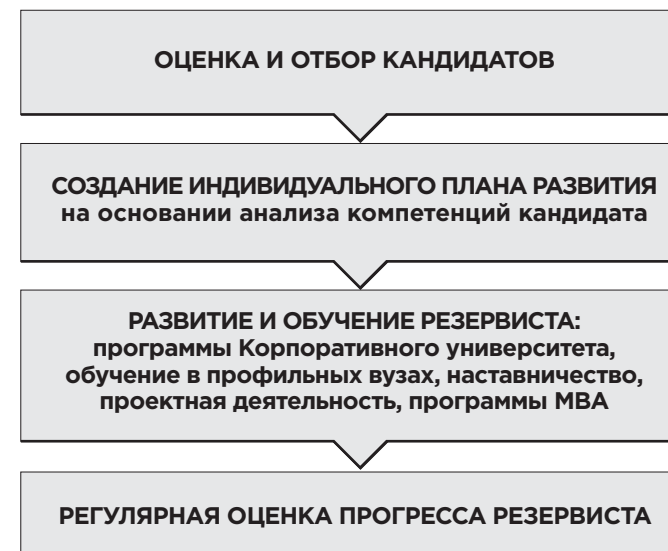 ОЦЕНКА И ОТБОР КАНДИДАТОВ
СОЗДАНИЕ ИНДИВИДУАЛЬНОГО ПЛАНА РАЗВИТИЯ
на основании анализа компетенций кандидата
РАЗВИТИЕ И ОБУЧЕНИЕ РЕЗЕРВИСТА:
программы Корпоративного университета,
обучение в профильных вузах, наставничество,
проектная деятельность, программы MBA
РЕГУЛЯРНАЯ ОЦЕНКА ПРОГРЕССА РЕЗЕРВИСТА